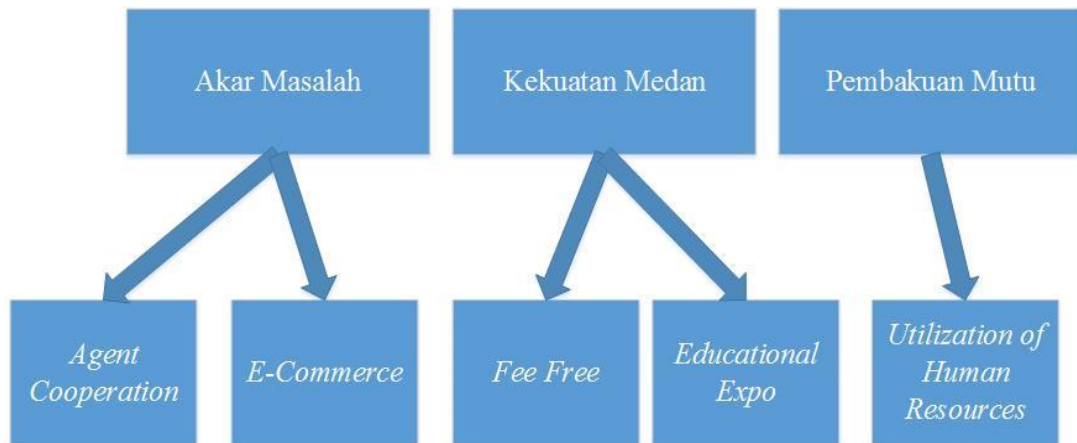 Akar Masalah
Kekuatan Medan
Pembakuan Mutu
Agent
Cooperation
E-Commerce
Fee Free
Educational
Expo
Utilization of
Human
Resources